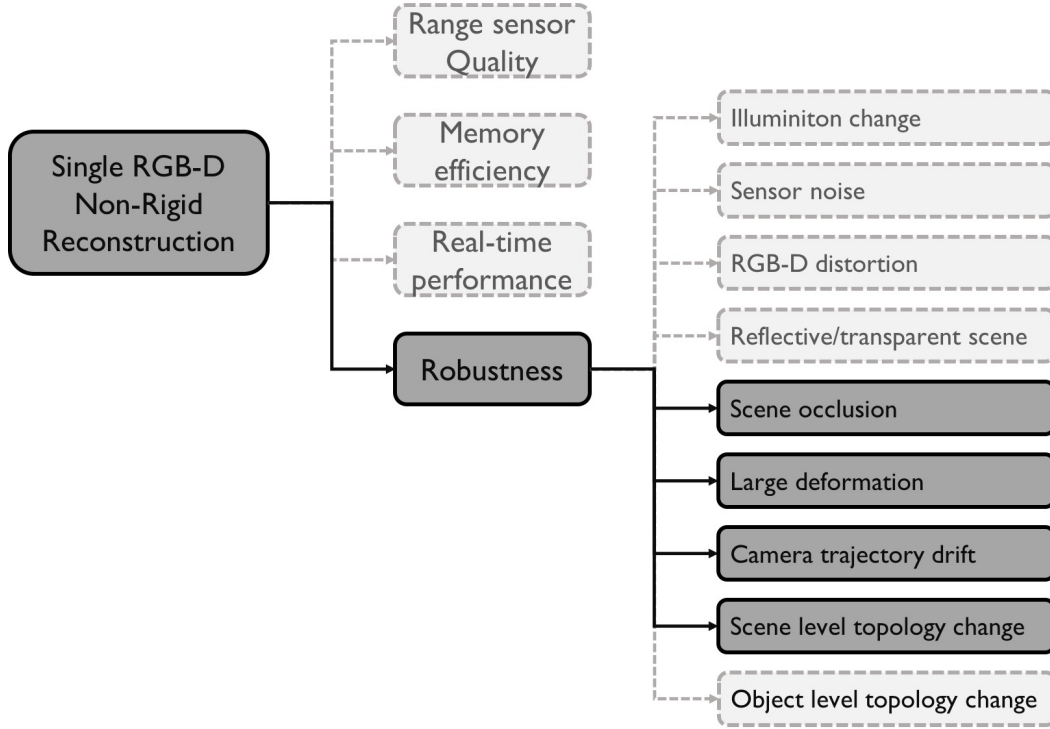 Single RGB-D
Non-Rigid
Reconstruction
Range sensor
Quality
Memory
efficiency
Real-time
performance
Robustness
Illuminiton change
Sensor noise
RGB-D distortion
Reflective/transparent scene
Scene occlusion
Large deformation
Camera trajectory drift
Scene level topology change
Object level topology change